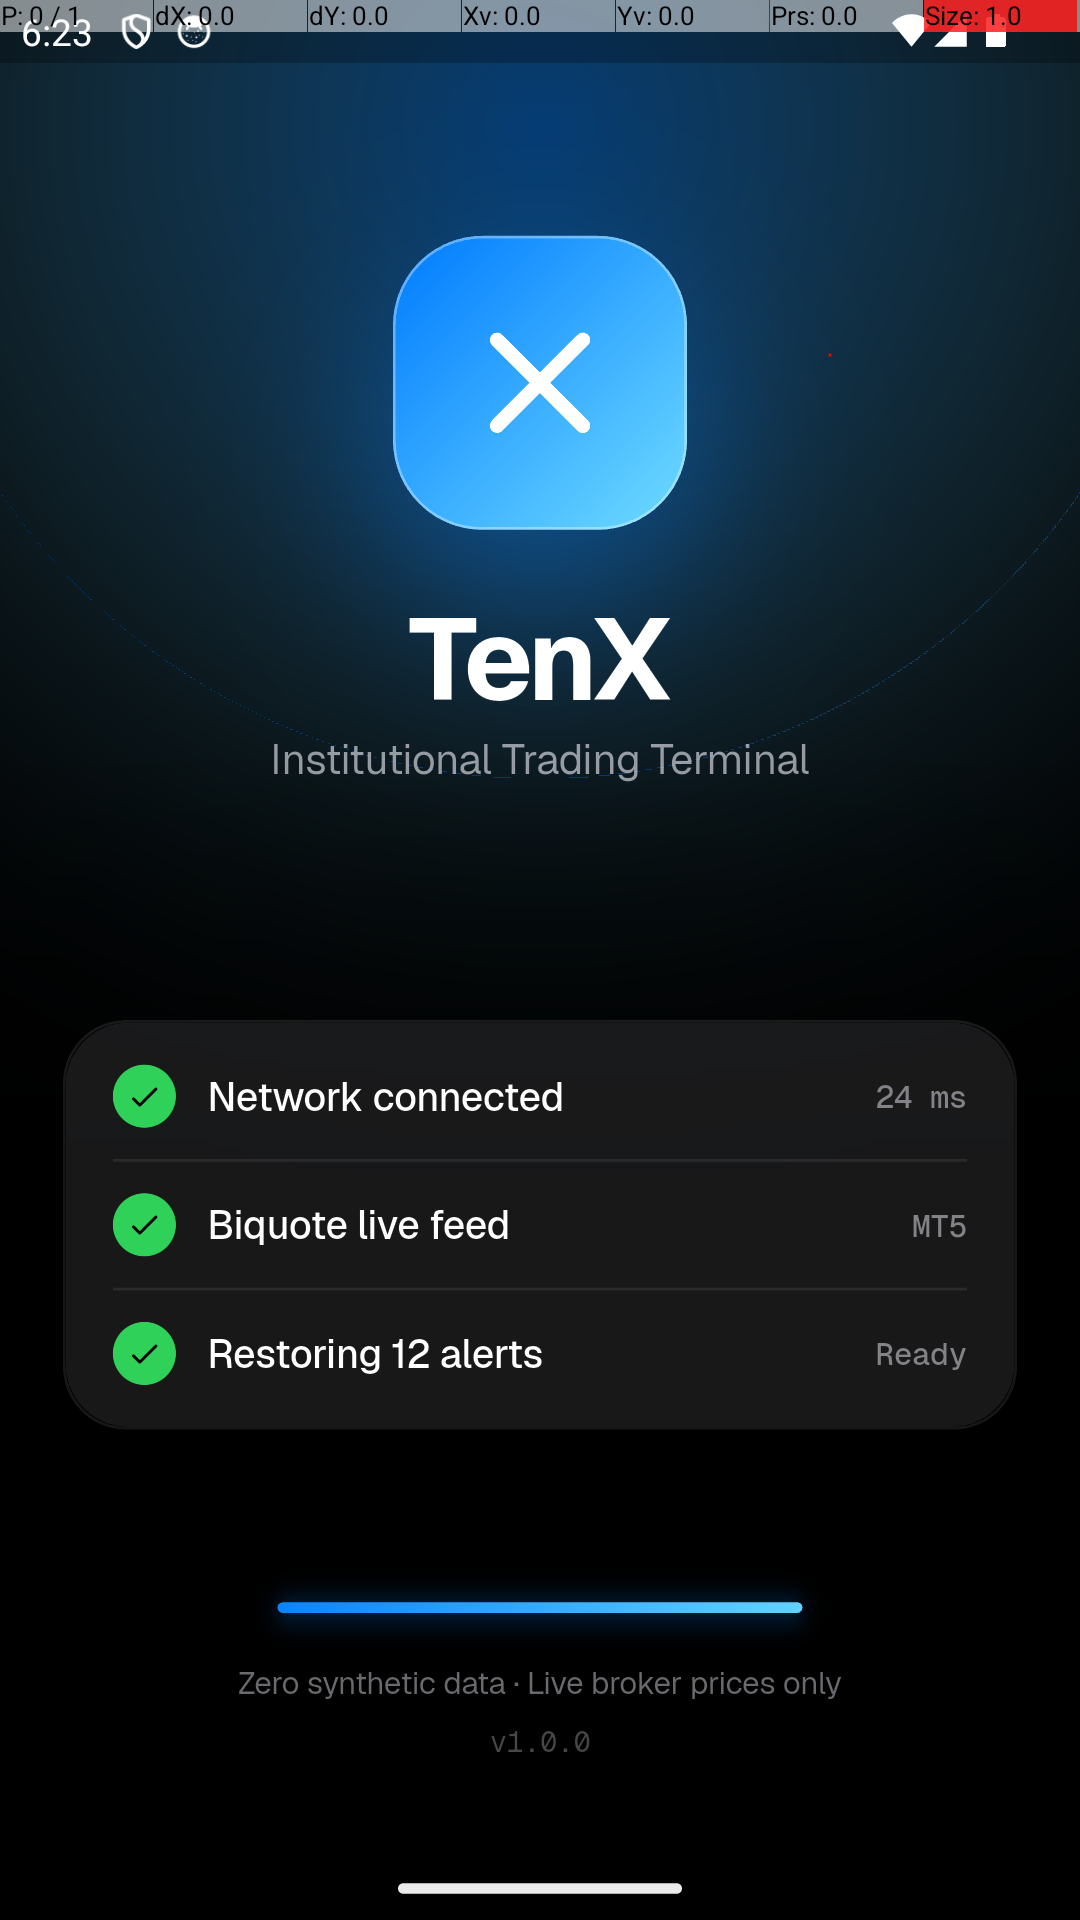 P: 0 / 1 dX: 0.0 dY: 0.0 Xv: 0.0 Yv: 0.0 Prs: 0.0 Size: 1.0
6:23
TenX
Institutional Trading Terminal
Network connected 24 ms
Biquote live feed MT5
Restoring 12 alerts Ready
Zero synthetic data · Live broker prices only
v1.0.0